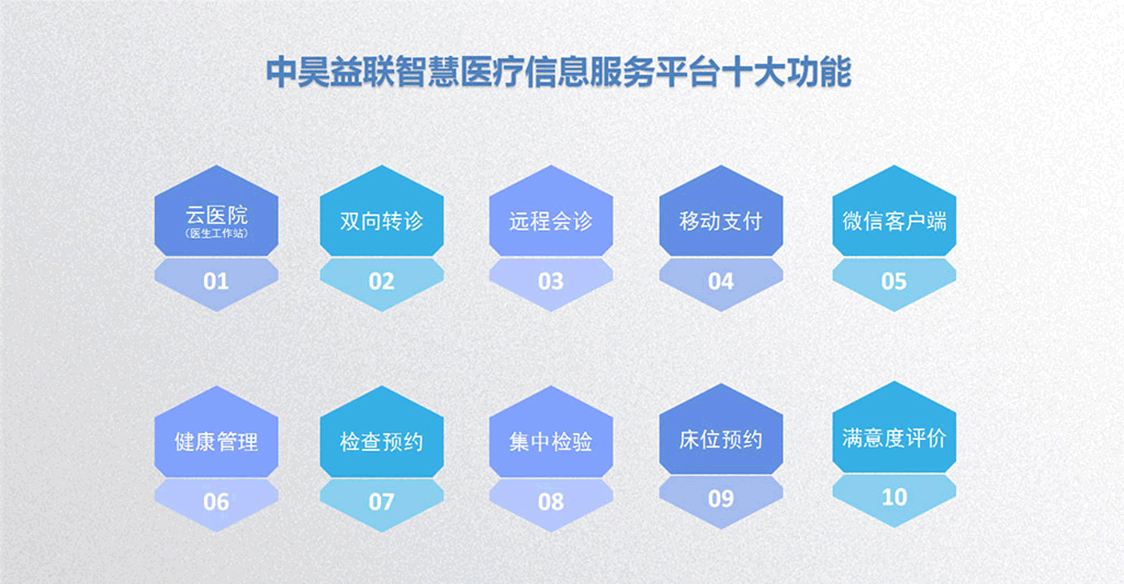 中昊益联智慧医疗信息服务平台十大功能
云医院
（医生工作站）
01
双向转诊
02
远程会诊
03
移动支付
04
微信客户端
05
健康管理
06
检查预约
07
集中检验
08
床位预约
09
满意度评价
10